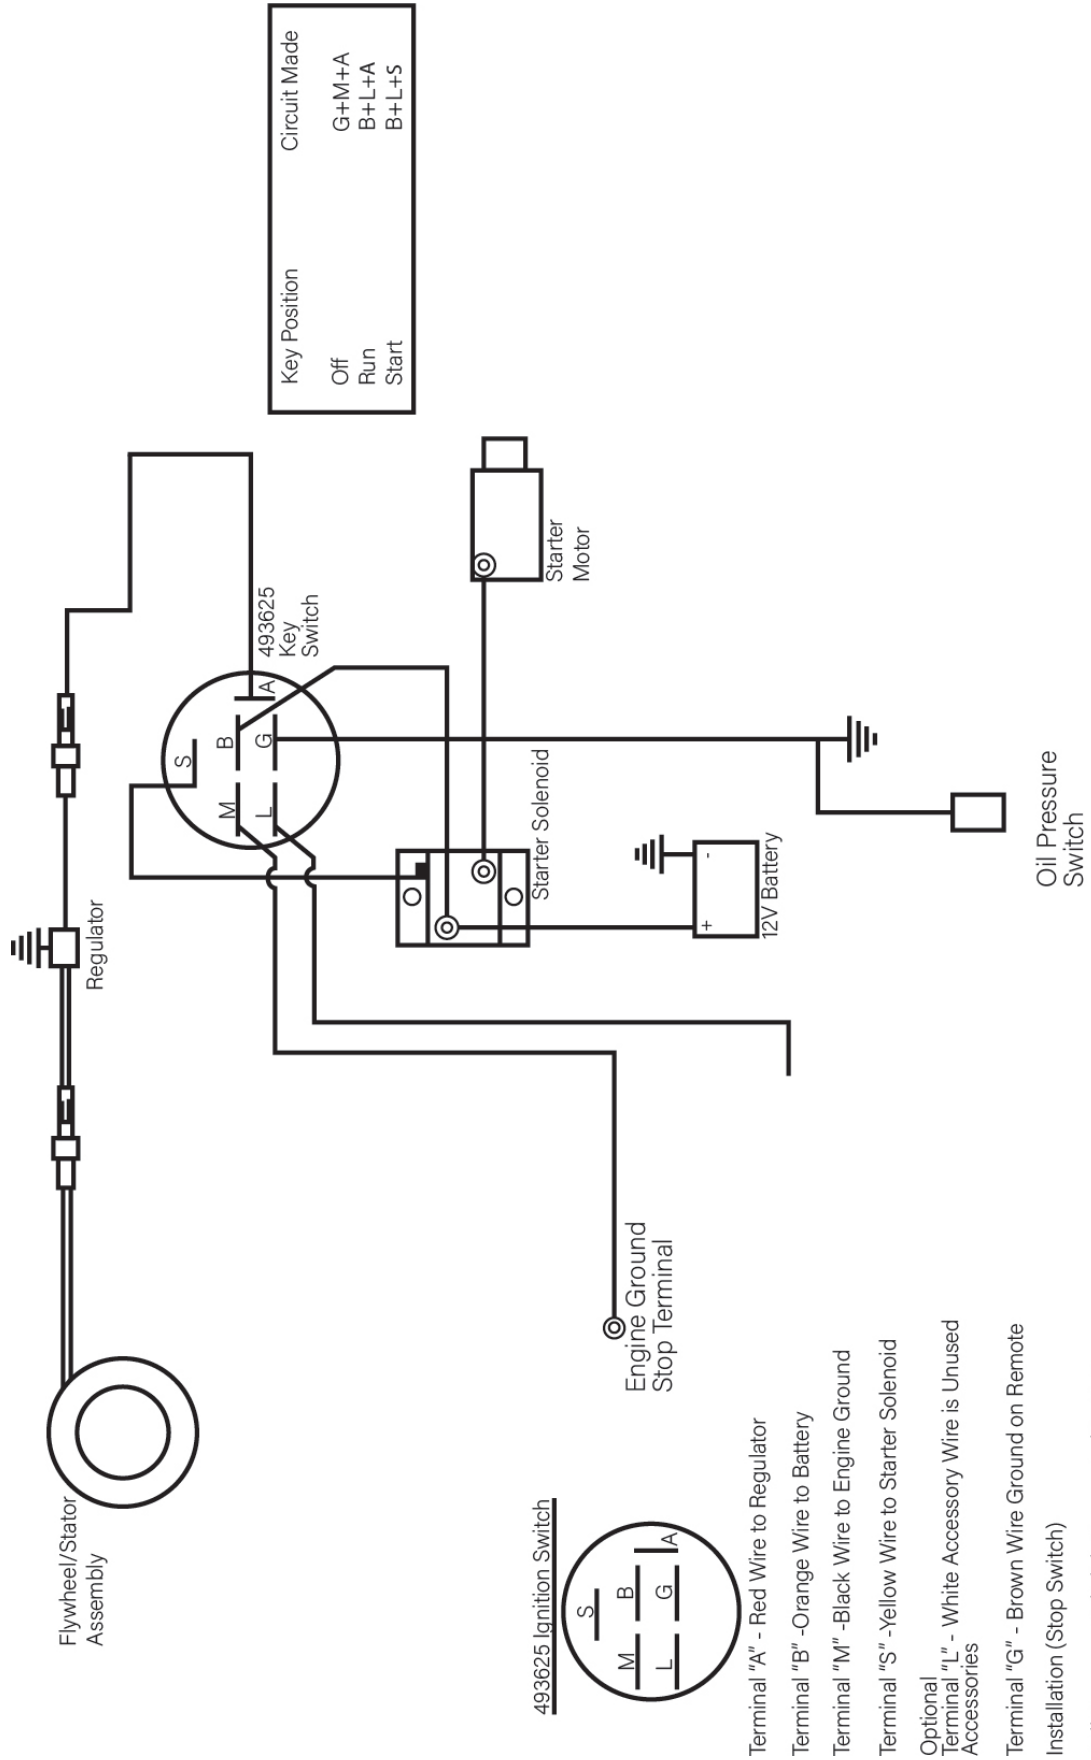 Flywheel/Stator
Assembly
Regulator
S
M
B
L
G
A
493625
Key
Switch
Key Position
Circuit Made
Off
G+M+A
Run
B+L+A
Start
B+L+S
Starter Solenoid
Starter
Motor
+
-
12V Battery
Engine Ground
Stop Terminal
Oil Pressure
Switch
493625 Ignition Switch
S
M
B
L
G
A
Terminal “A” - Red Wire to Regulator
Terminal “B” -Orange Wire to Battery
Terminal “M” -Black Wire to Engine Ground
Terminal “S” -Yellow Wire to Starter Solenoid
Optional
Terminal “L” - White Accessory Wire is Unused
Accessories
Terminal “G” - Brown Wire Ground on Remote
Installation (Stop Switch)